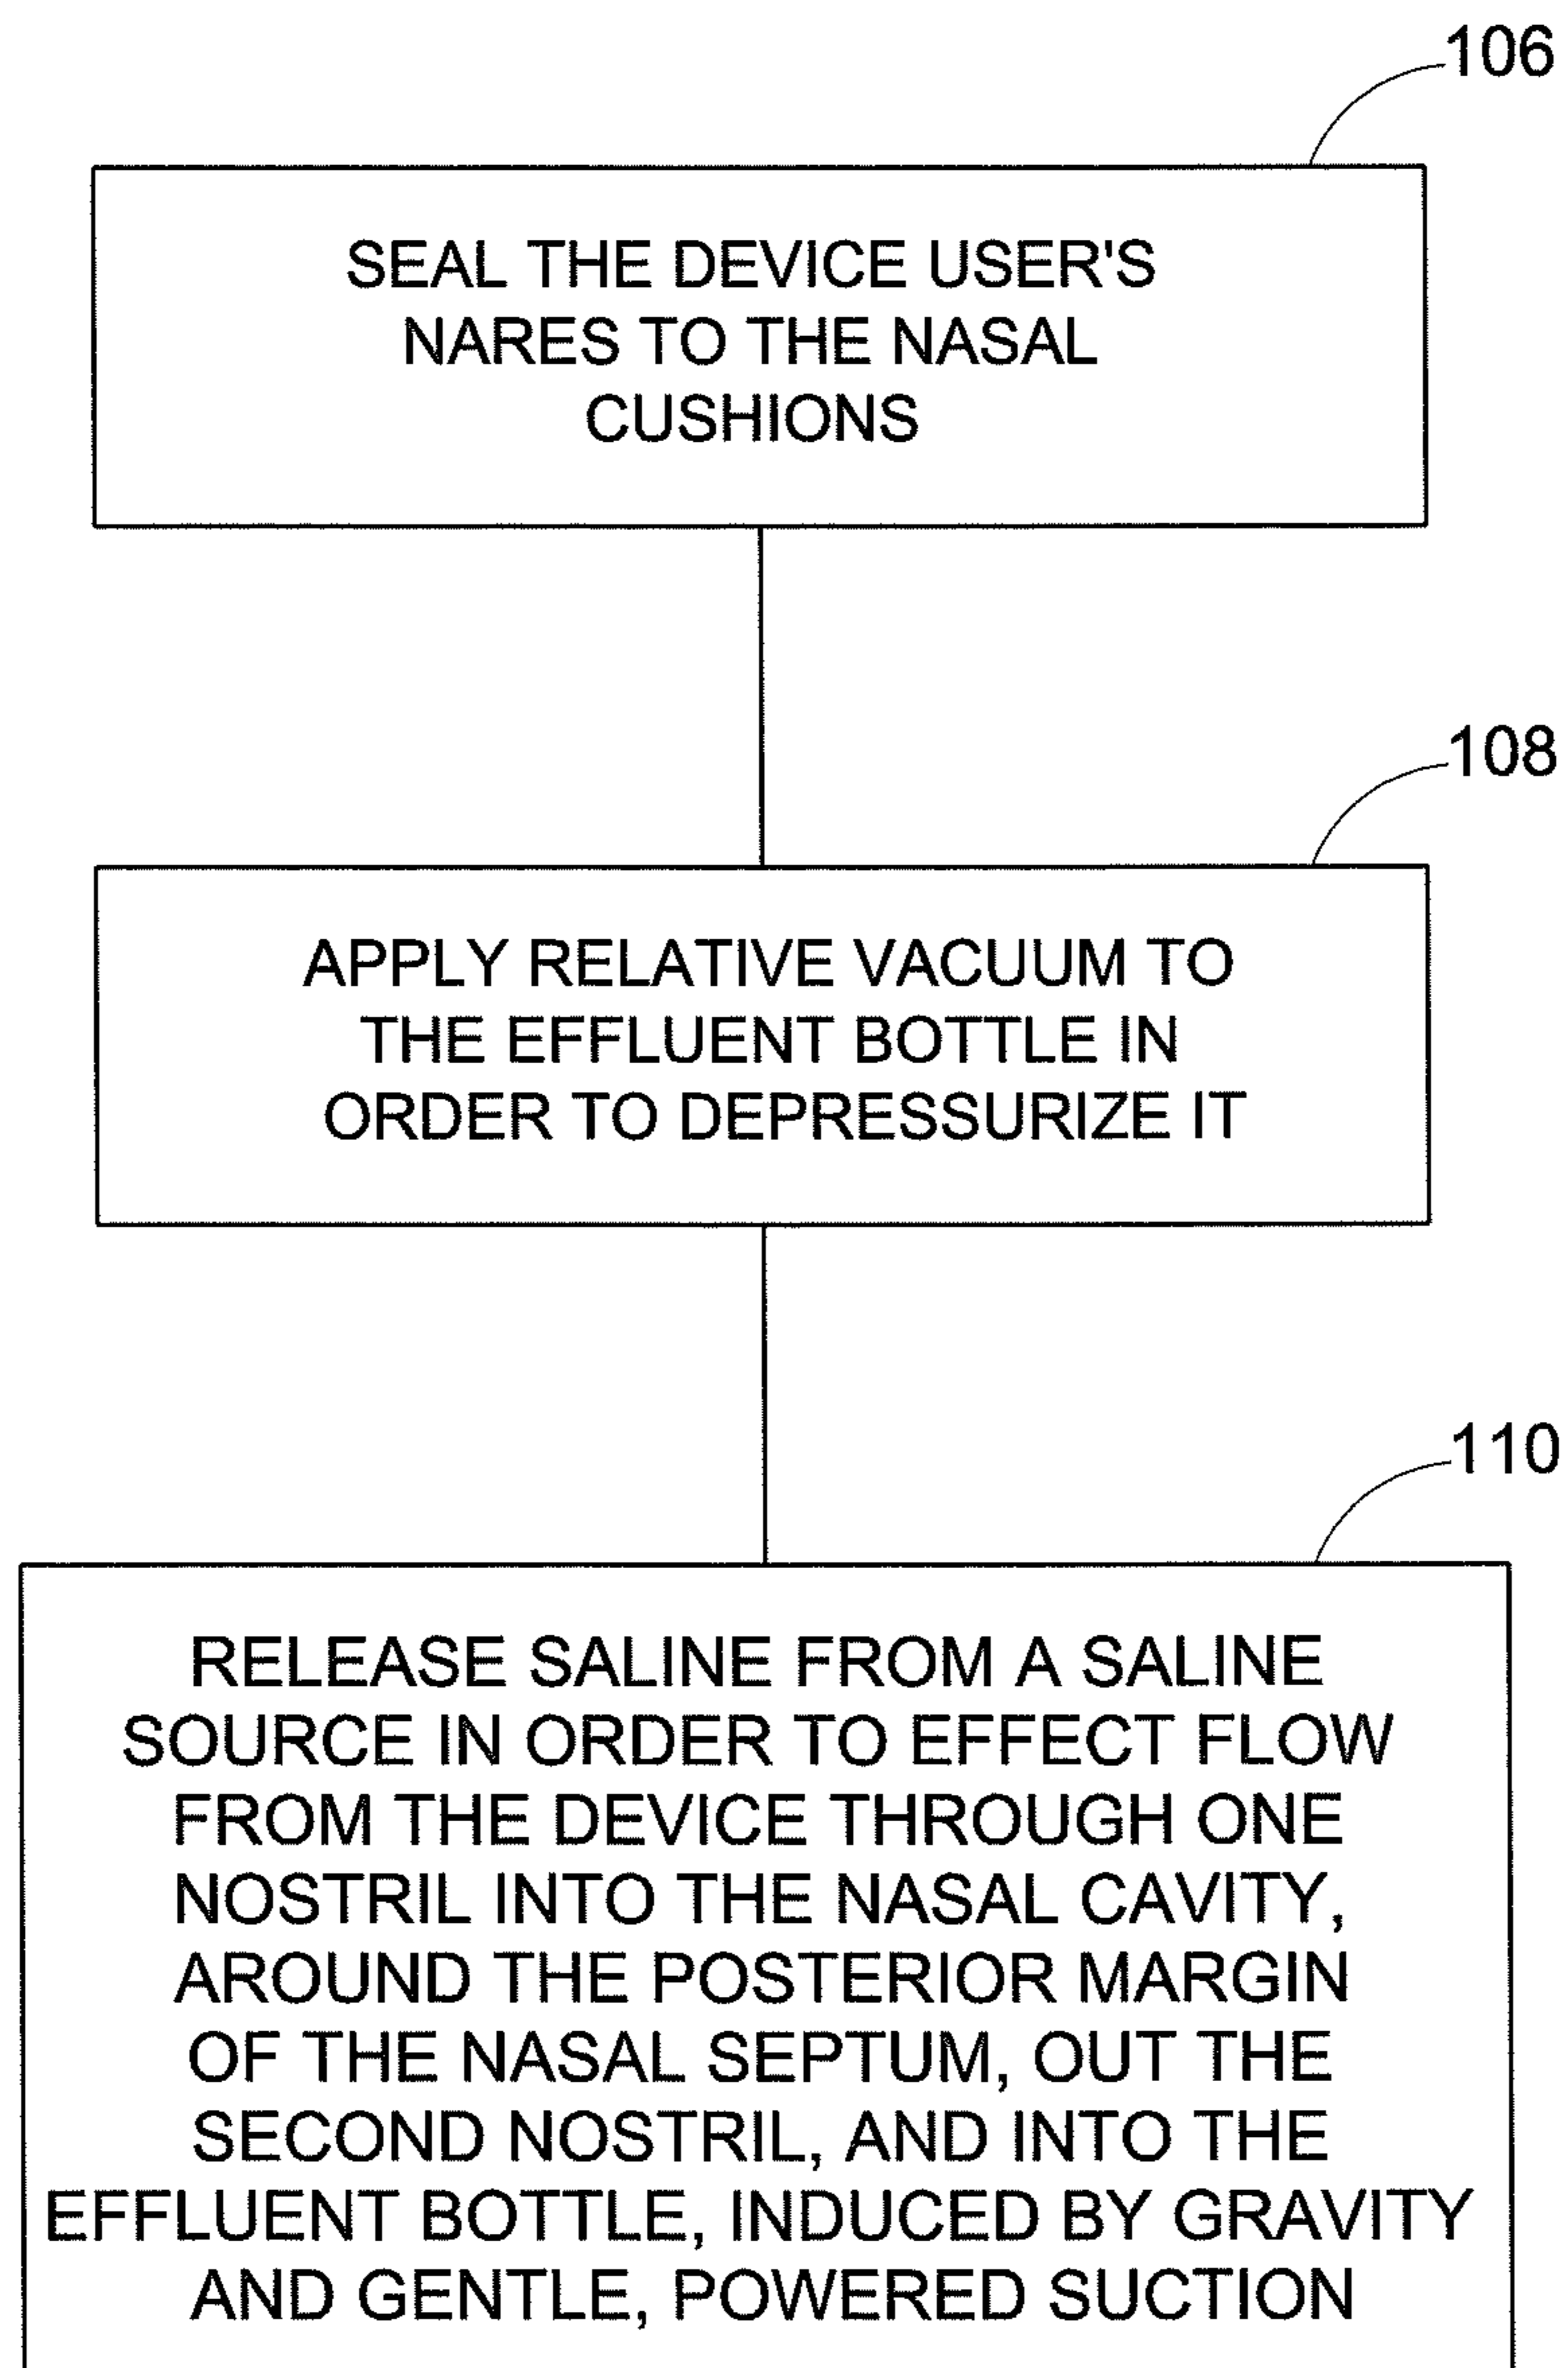 106
SEAL THE DEVICE USER'S
NARES TO THE NASAL
CUSHIONS
108
APPLY RELATIVE VACUUM TO
THE EFFLUENT BOTTLE IN
ORDER TO DEPRESSURIZE IT
110
RELEASE SALINE FROM A SALINE
SOURCE IN ORDER TO EFFECT FLOW
FROM THE DEVICE THROUGH ONE
NOSTRIL INTO THE NASAL CAVITY,
AROUND THE POSTERIOR MARGIN
OF THE NASAL SEPTUM, OUT THE
SECOND NOSTRIL, AND INTO THE
EFFLUENT BOTTLE, INDUCED BY GRAVITY
AND GENTLE, POWERED SUCTION